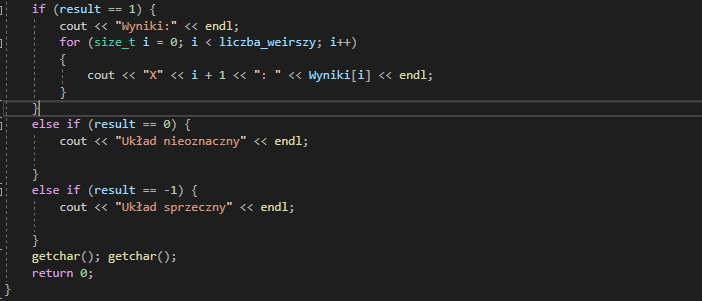 if (result == 1) {
cout << "Wyniki:" << endl;
for (size_t i = 0; i < liczba_weirszy; i++)
{
cout << "X" << i + 1 << ": " << Wyniki[i] << endl;
}
}
else if (result == 0) {
cout << "Układ nieoznaczny" << endl;
}
else if (result == -1) {
cout << "Układ sprzeczny" << endl;
}
getchar(); getchar();
return 0;
}